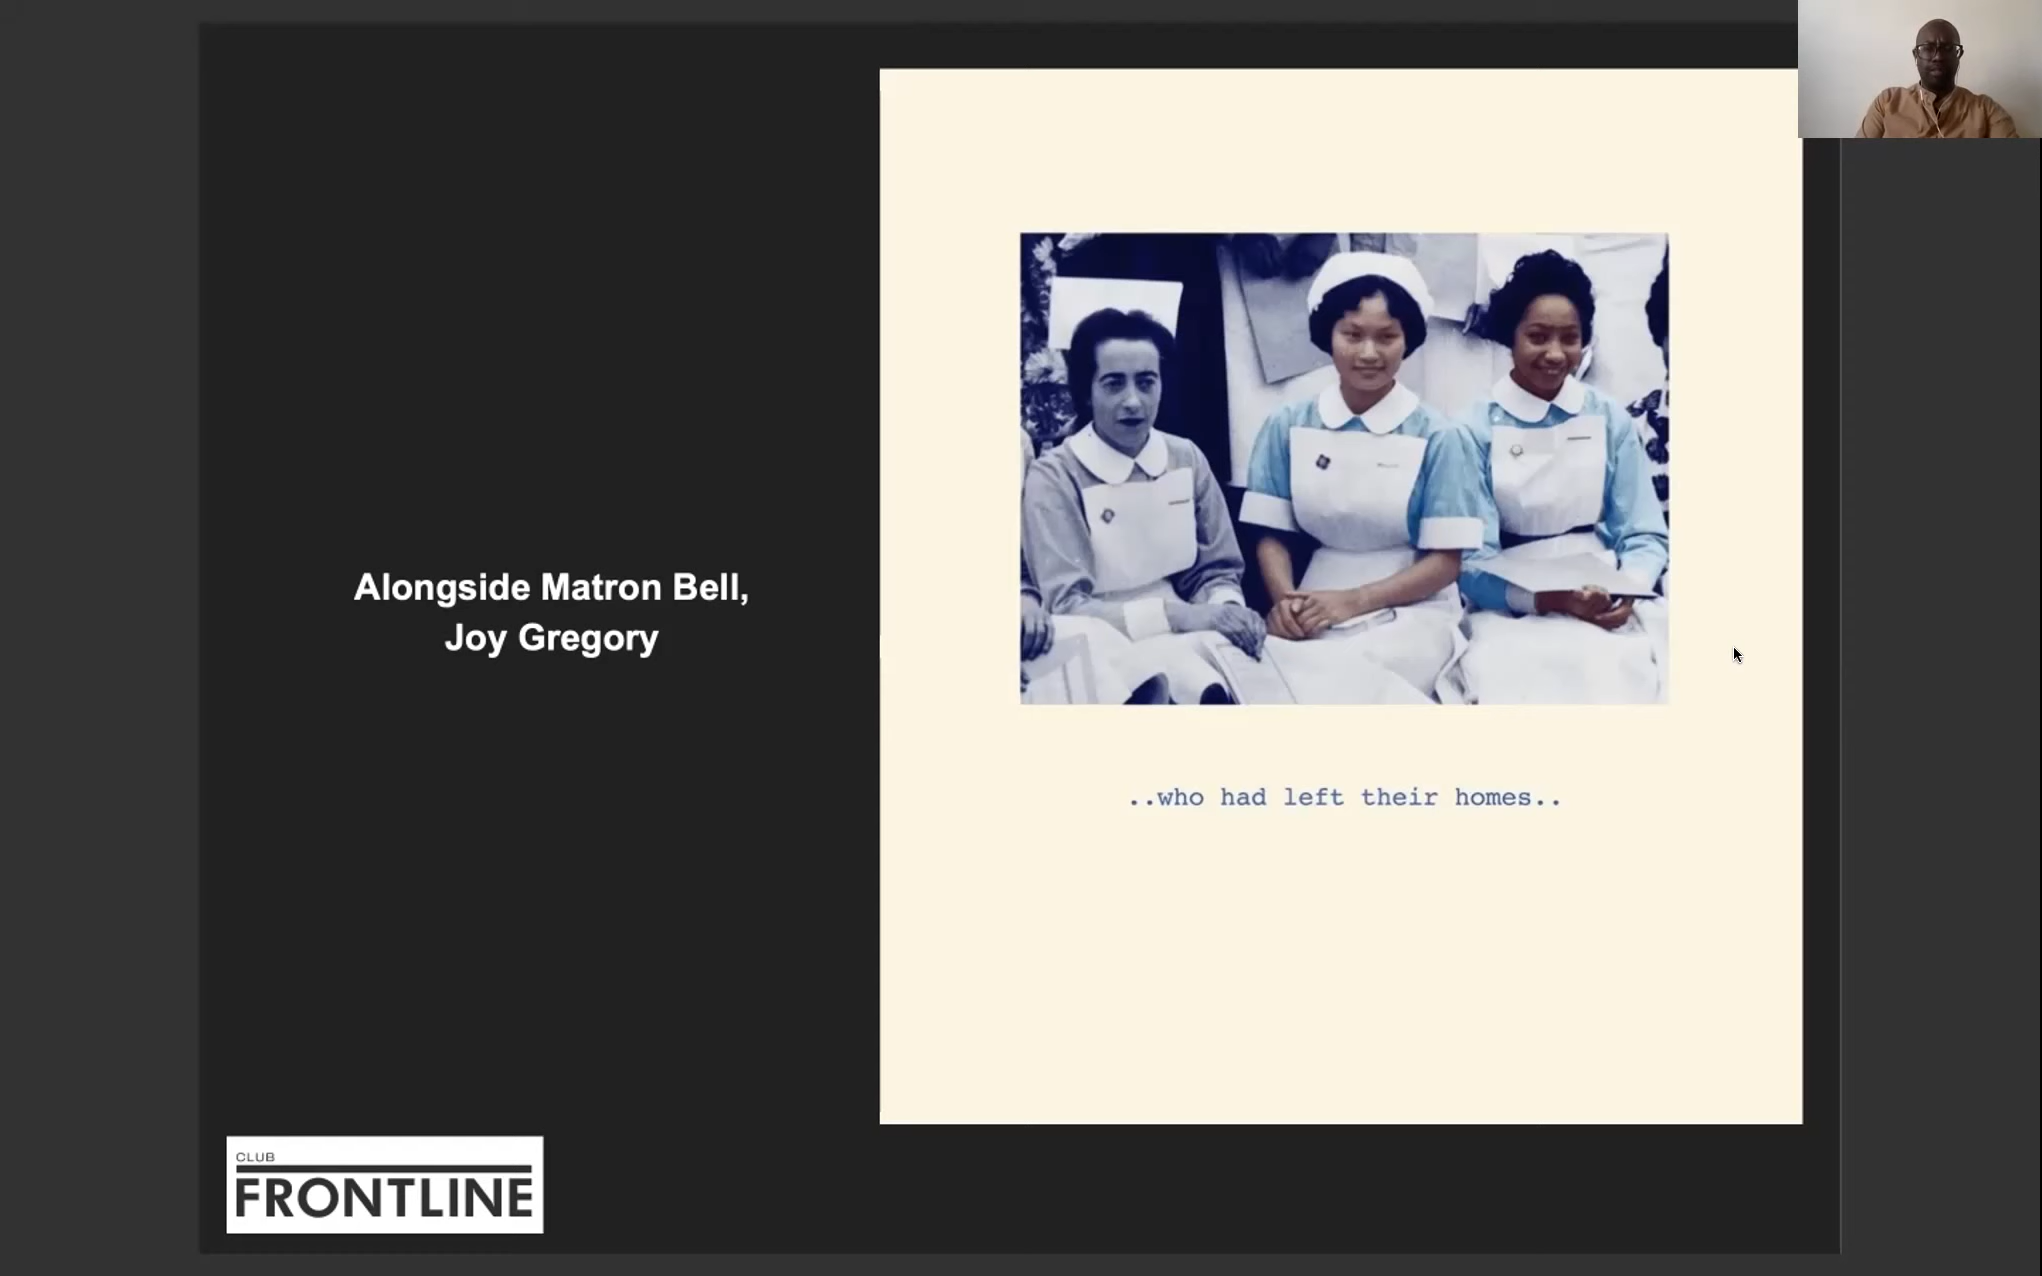 Alongside Matron Bell,
Joy Gregory
..who had left their homes..
CLUB
FRONTLINE